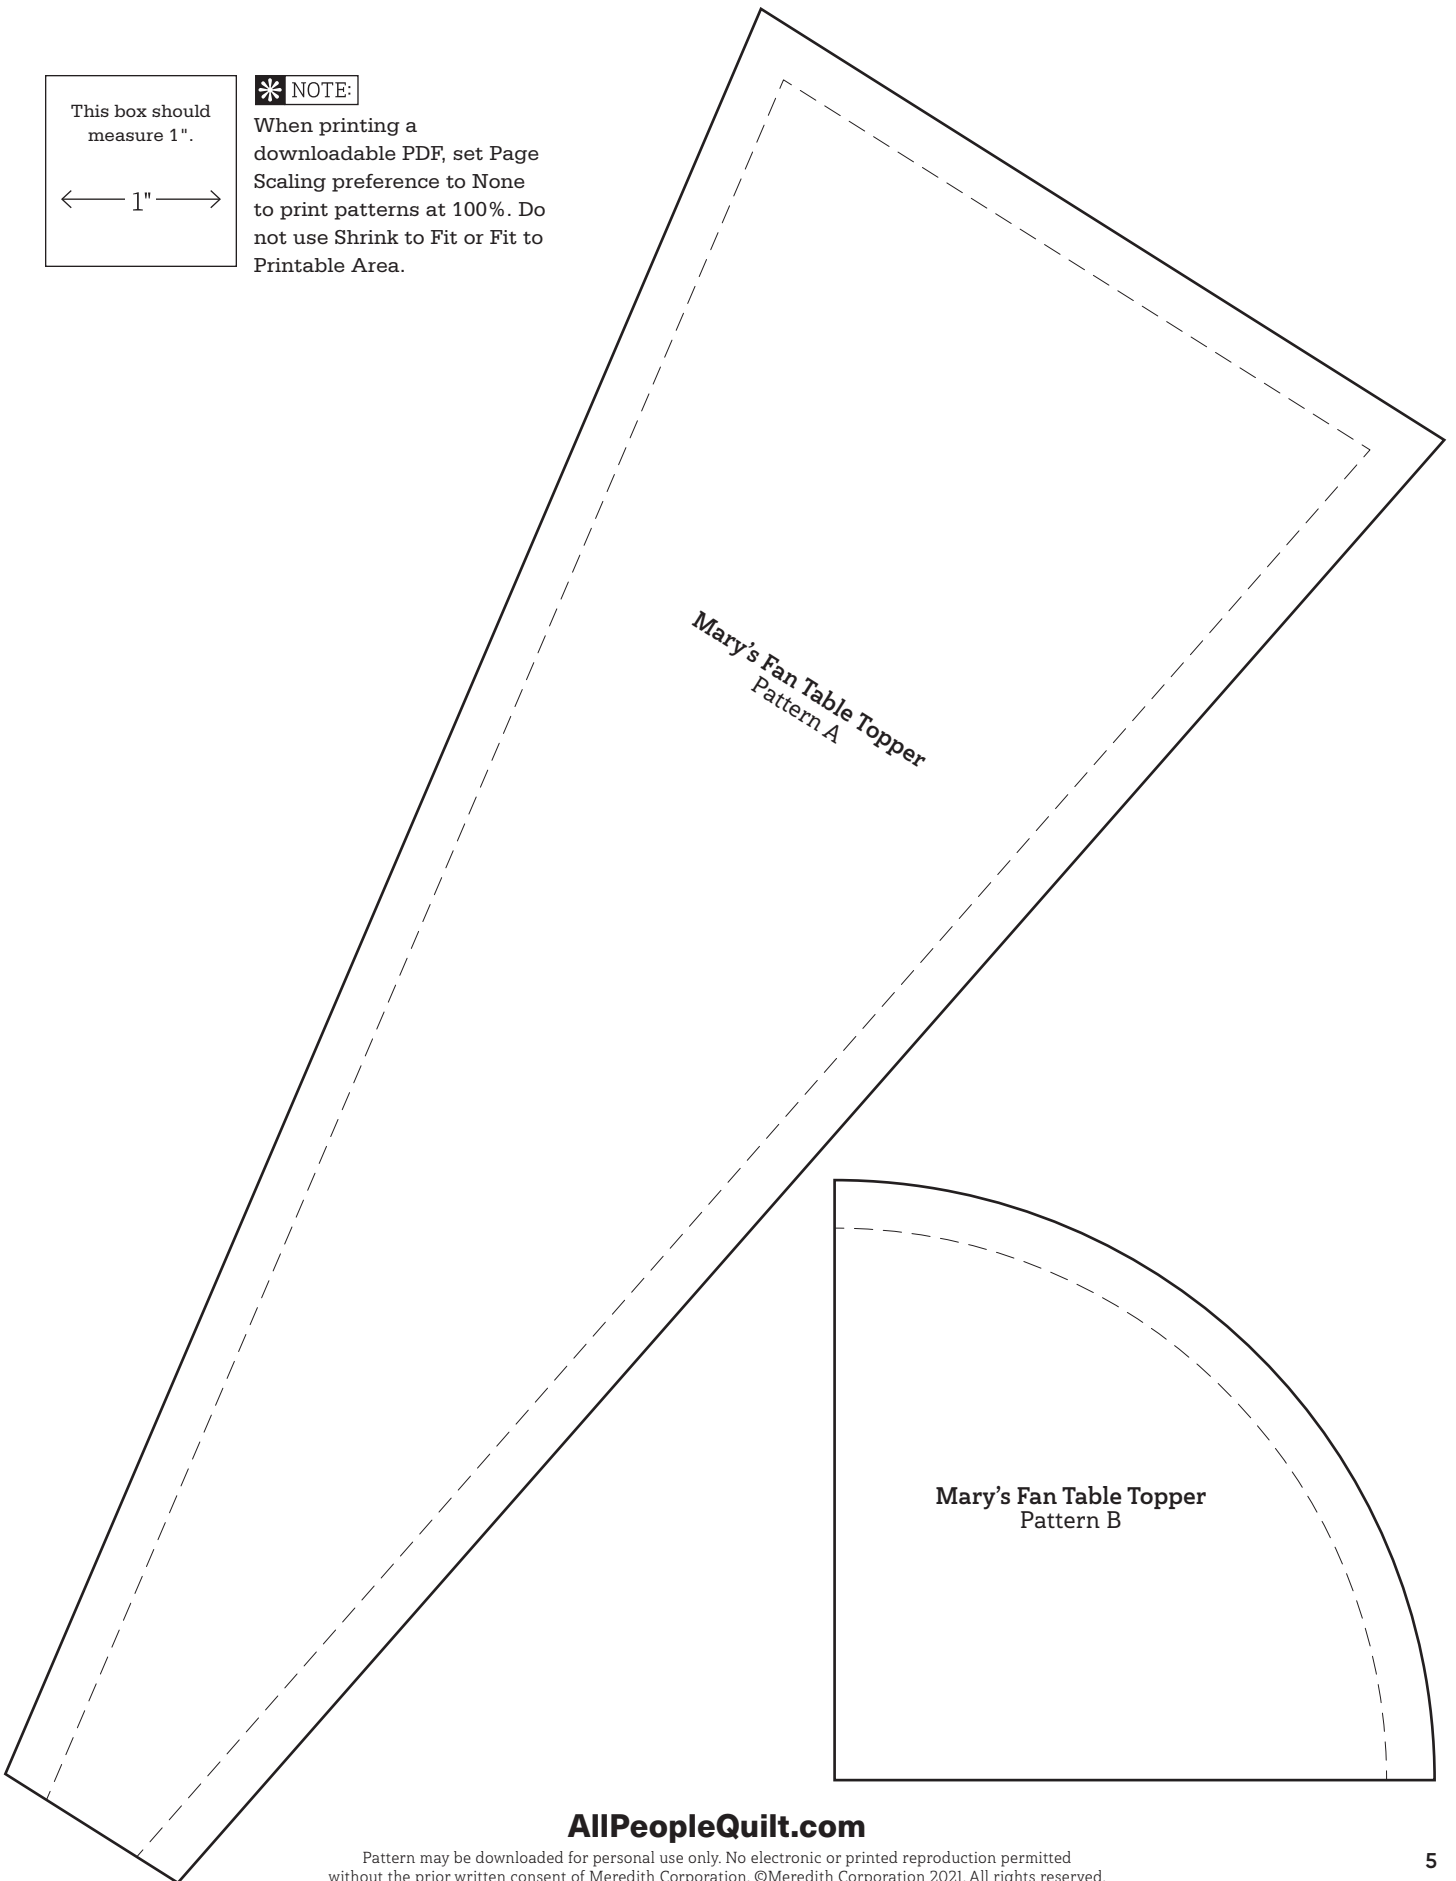 This box should
measure 1".
1"
NOTE:
When printing a
downloadable PDF, set Page
Scaling preference to None
to print patterns at 100%. Do
not use Shrink to Fit or Fit to
Printable Area.
Mary’s Fan Table Topper
Pattern A
Mary’s Fan Table Topper
Pattern B
AllPeopleQuilt.com
Pattern may be downloaded for personal use only. No electronic or printed reproduction permitted
without the prior written consent of Meredith Corporation. ©Meredith Corporation 2021. All rights reserved.
5